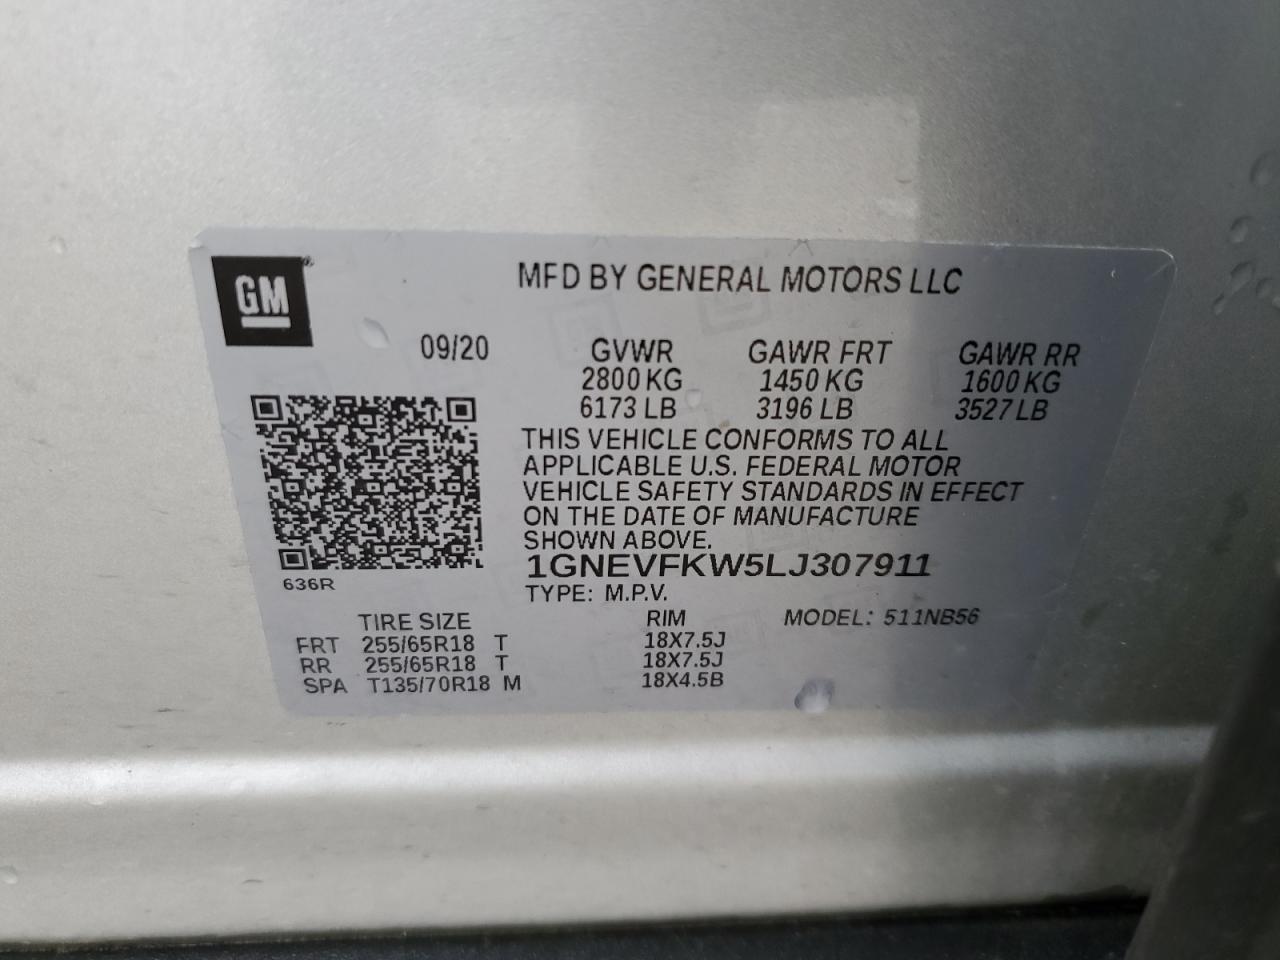 GM
MFD BY GENERAL MOTORS LLC
09/20 GVWR GAWR FRT GAWR RR
2800 KG 1450 KG 1600 KG
6173 LB 3196 LB 3527 LB
THIS VEHICLE CONFORMS TO ALL
APPLICABLE U.S. FEDERAL MOTOR
VEHICLE SAFETY STANDARDS IN EFFECT
ON THE DATE OF MANUFACTURE
SHOWN ABOVE.
1GNEVFKW5LJ307911
636R
TYPE: M.P.V.
TIRE SIZE RIM MODEL: 511NB56
FRT 255/65R18 T 18X7.5J
RR 255/65R18 T 18X7.5J
SPA T135/70R18 M 18X4.5B